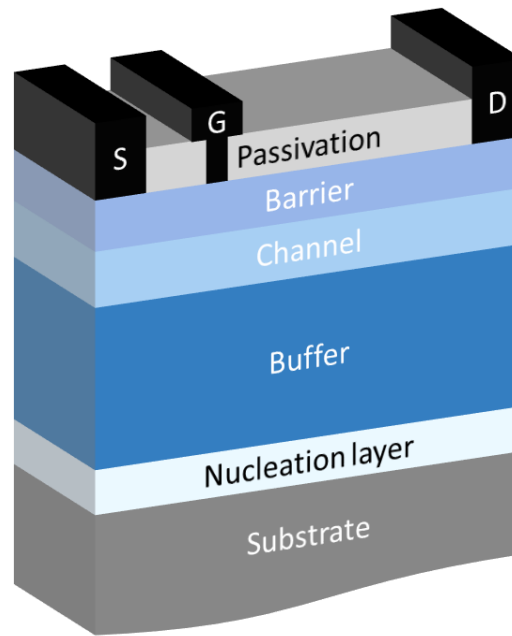 S
G
D
Passivation
Barrier
Channel
Buffer
Nucleation layer
Substrate